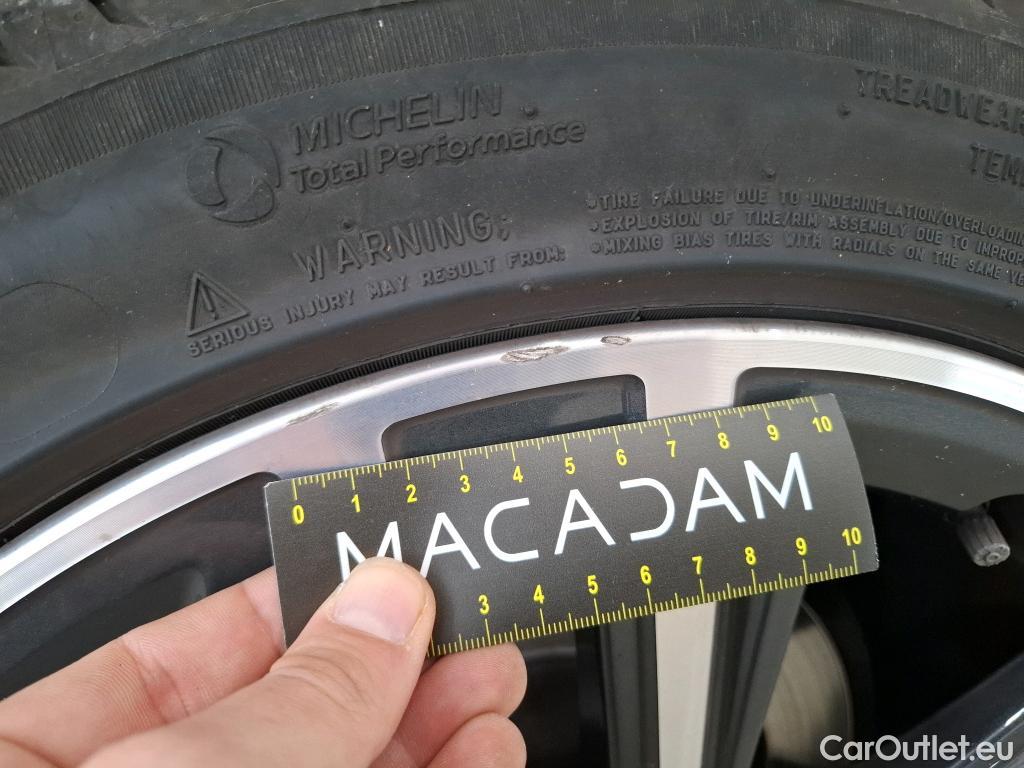 MICHELIN
Total Performance
TREADWEAR
WARNING:
SERIOUS INJURY MAY RESULT FROM:
•TIRE FAILURE DUE TO UNDERINFLATION/OVERLOADIN
•EXPLOSION OF TIRE/RIM ASSEMBLY DUE TO IMPROP
•MIXING BIAS TIRES WITH RADIALS ON THE SAME VE
0 1 2 3 4 5 6 7 8 9 10
MACADAM
3 4 5 6 7 8 9 10
CarOutlet.eu